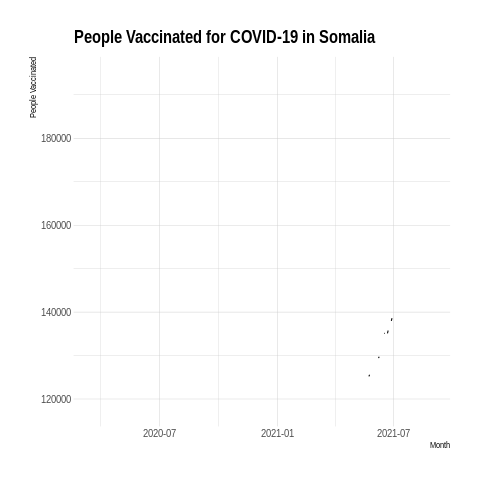 People Vaccinated for COVID-19 in Somalia
People Vaccinated
180000
160000
140000
120000
2020-07
2021-01
2021-07
Month